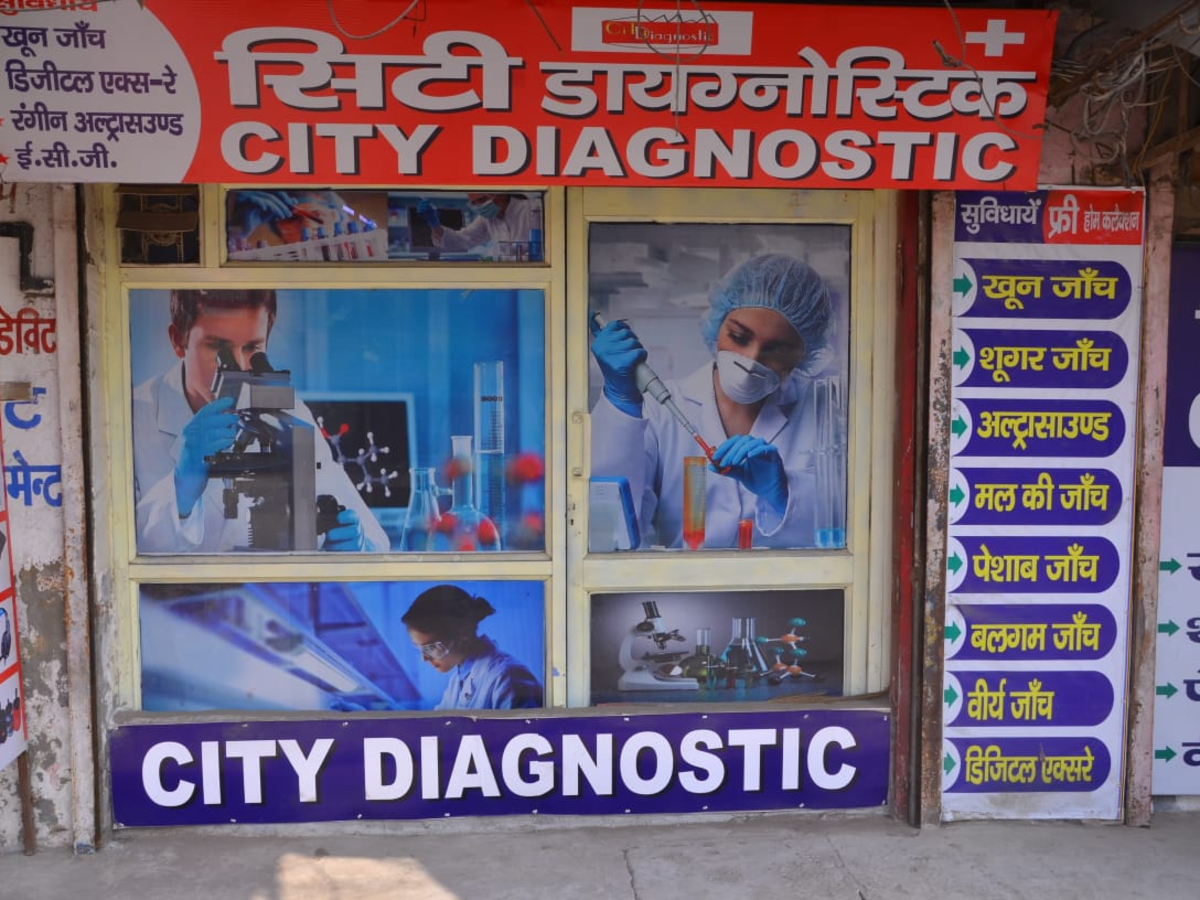 सुविधाय
खून जाँच
डिजीटल एक्स-रे
रंगीन अल्ट्रासउण्ड
ई.सी.जी.
Diagnostic
सिटी डायग्नोस्टिक
CITY DIAGNOSTIC
डेविट
ट
मेन्ट
CITY DIAGNOSTIC
सुविधायें फ्री होम कलेक्शन
खून जाँच
शूगर जाँच
अल्ट्रासाउण्ड
मल की जाँच
पेशाब जाँच
बलगम जाँच
वीर्य जाँच
डिजिटल एक्सरे